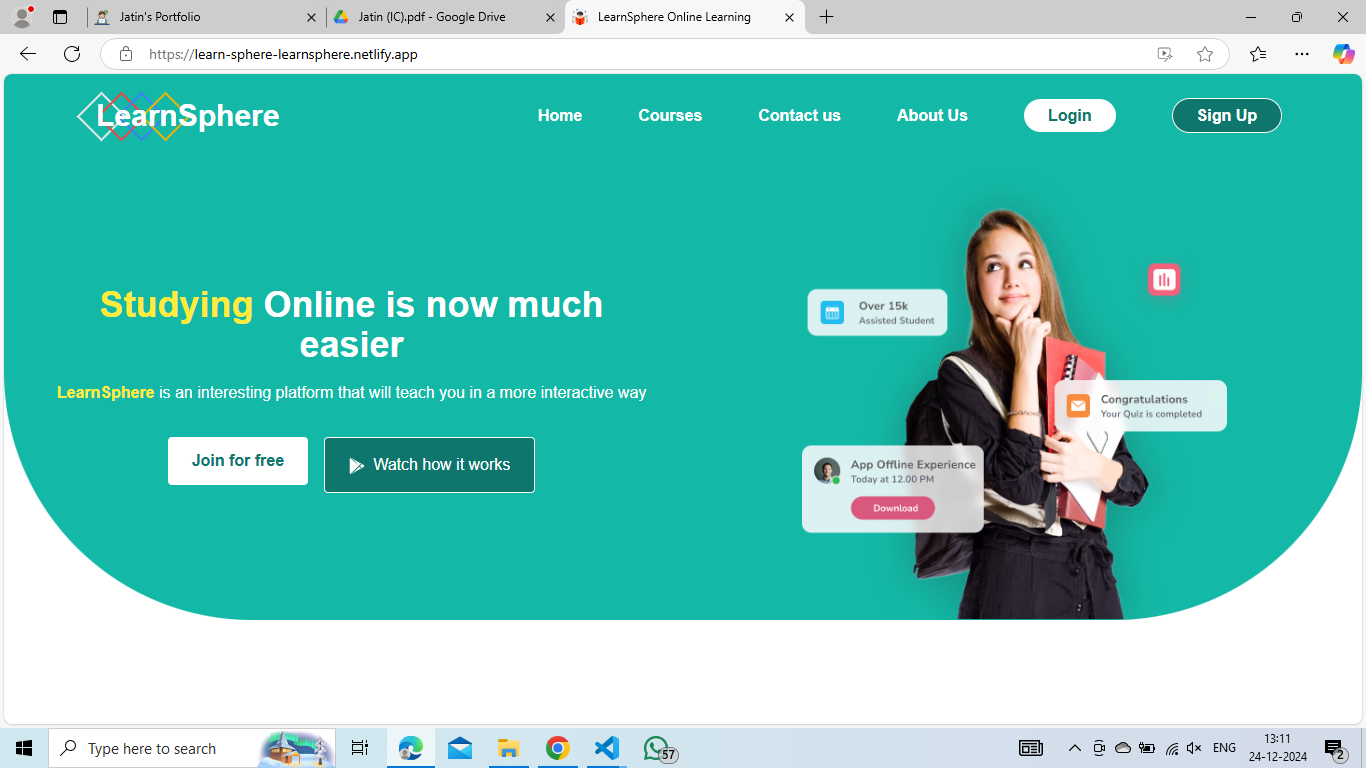 Jatin's Portfolio
Jatin (IC).pdf - Google Drive
LearnSphere Online Learning
https://learn-sphere-learnsphere.netlify.app
LearnSphere
Home
Courses
Contact us
About Us
Login
Sign Up
Studying Online is now much
easier
LearnSphere is an interesting platform that will teach you in a more interactive way
Join for free
Watch how it works
Over 15k
Assisted Student
Congratulations
Your Quiz is completed
App Offline Experience
Today at 12.00 PM
Download
Type here to search
57
ENG
13:11
24-12-2024
2